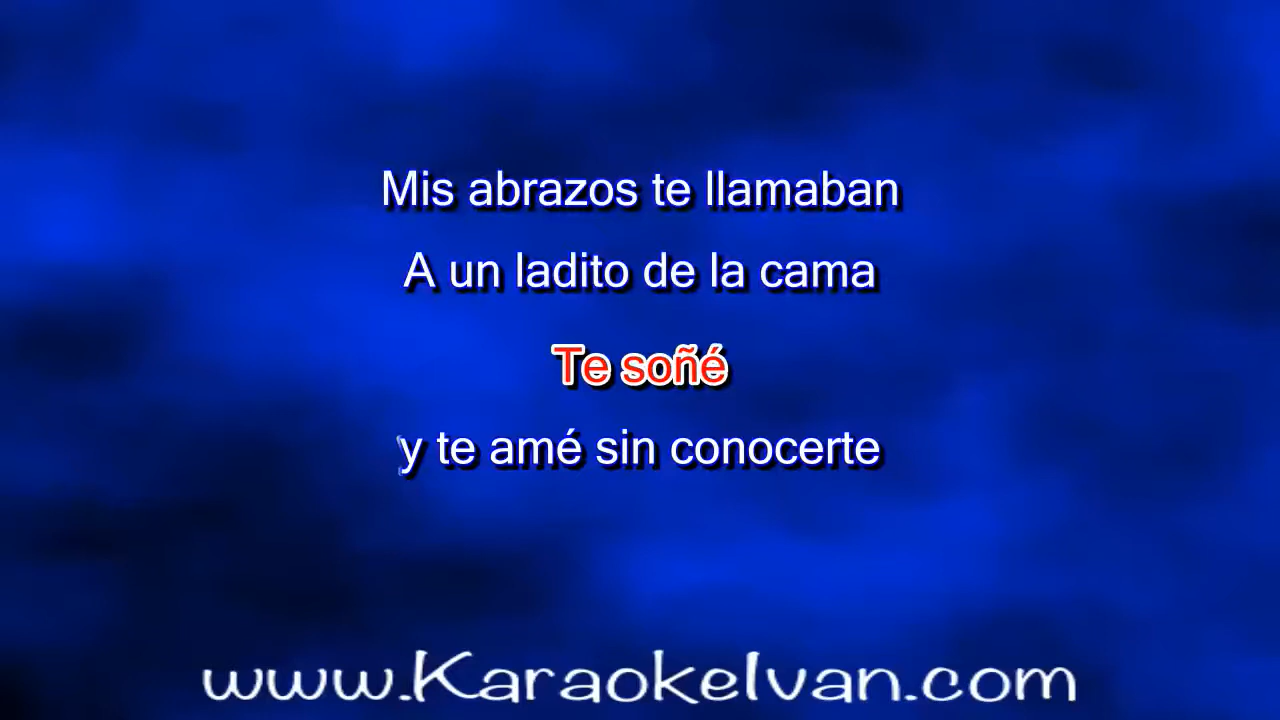 Mis abrazos te llamaban
A un ladito de la cama
Te soñé
y te amé sin conocerte
www.KaraokeIvan.com